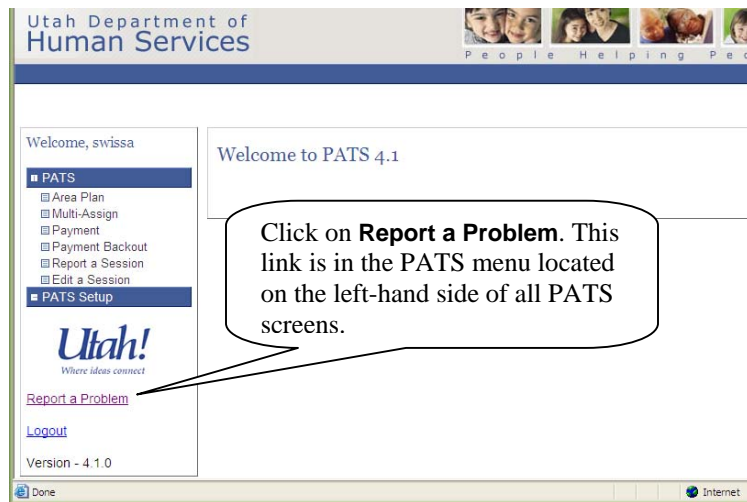 Utah Department of
Human Services
People Helping
Welcome, swissa
PATS
Area Plan
Multi-Assign
Payment
Payment Backout
Report a Session
Edit a Session
PATS Setup
Utah!
Where ideas connect
Report a Problem
Logout
Version - 4.1.0
Welcome to PATS 4.1
Click on Report a Problem. This
link is in the PATS menu located
on the left-hand side of all PATS
screens.
Done
Internet